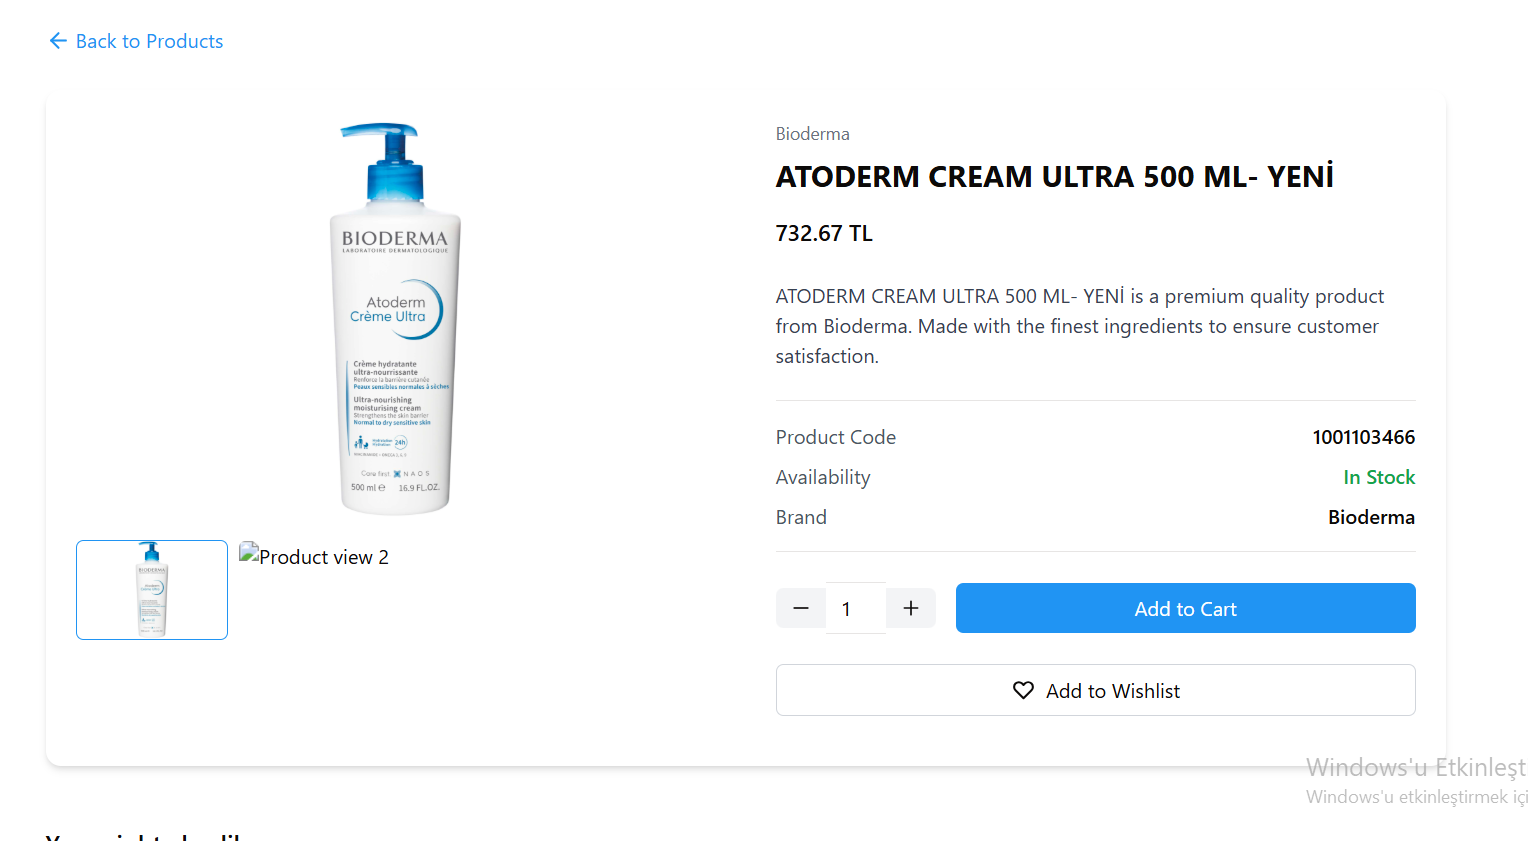 Back to Products
Bioderma
ATODERM CREAM ULTRA 500 ML- YENİ
732.67 TL
ATODERM CREAM ULTRA 500 ML- YENİ is a premium quality product
from Bioderma. Made with the finest ingredients to ensure customer
satisfaction.
Product Code 1001103466
Availability In Stock
Brand Bioderma
1
Add to Cart
Add to Wishlist
BIODERMA
LABORATOIRE DERMATOLOGIQUE
Atoderm
Crème Ultra
Crème hydratante
ultra-nourrissante
Renforce la barrière cutanée
Peaux sensibles normales à sèches
Ultra-nourishing
moisturising cream
Strengthens the skin barrier
Normal to dry sensitive skin
24h
Care first NAOS
500 ml ℮ 16.9 FL.OZ.
BIODERMA
Product view 2
Windows'u Etkinleşt
Windows'u etkinleştirmek içi